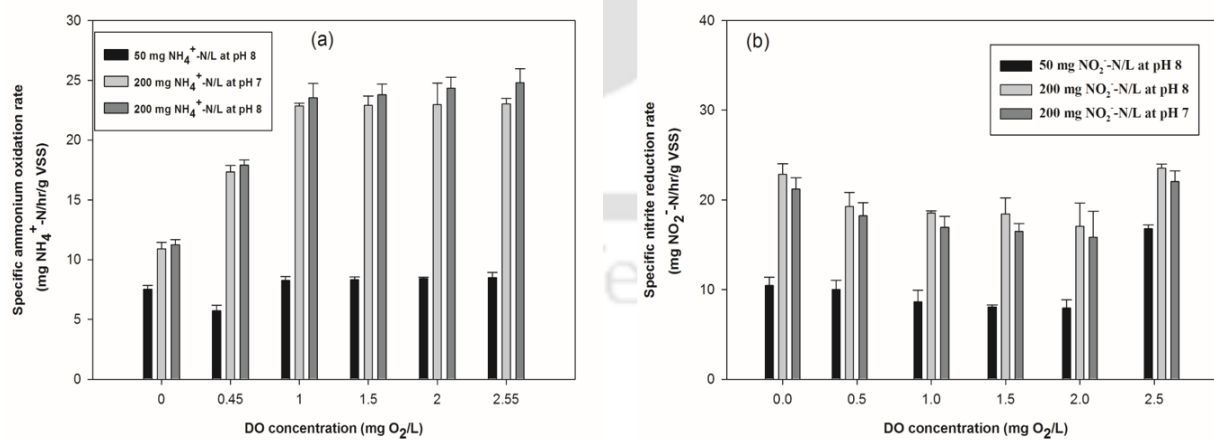 (a)
50 mg NH4+-N/L at pH 8
200 mg NH4+-N/L at pH 7
200 mg NH4+-N/L at pH 8
Specific ammonium oxidation rate
(mg NH4+-N/hr/g VSS)
30
25
20
15
10
5
0
0 0.45 1 1.5 2 2.55
DO concentration (mg O2/L)
(b)
50 mg NO2--N/L at pH 8
200 mg NO2--N/L at pH 8
200 mg NO2--N/L at pH 7
Specific nitrite reduction rate
(mg NO2--N/hr/g VSS)
40
30
20
10
0
0.0 0.5 1.0 1.5 2.0 2.5
DO concentration (mg O2/L)